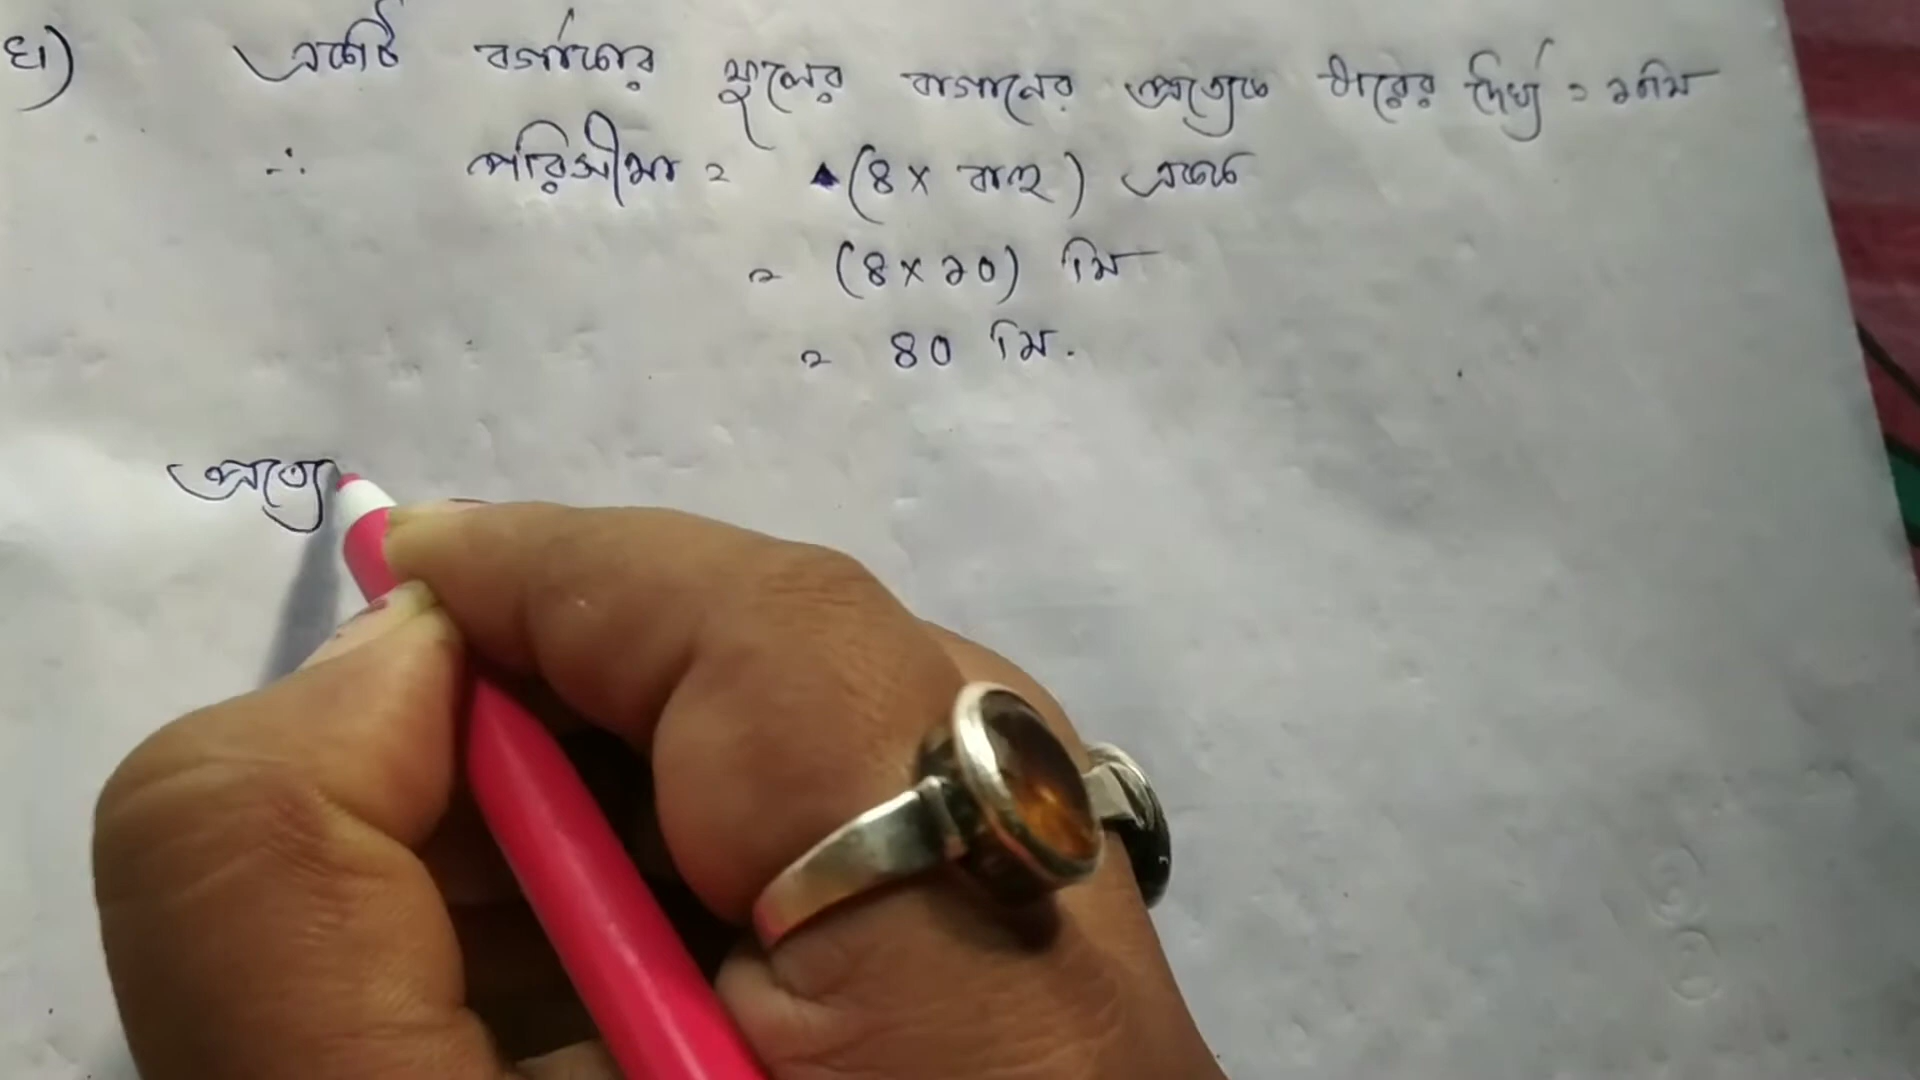 ঘ) একটি বর্গাকার ফুলের বাগানের প্রত্যেক ধারের দৈর্ঘ্য = ১০মি
∴ পরিসীমা = (৪ × বাহু) একক
= (৪ × ১০) মি
= ৪০ মি.
প্রত্যে